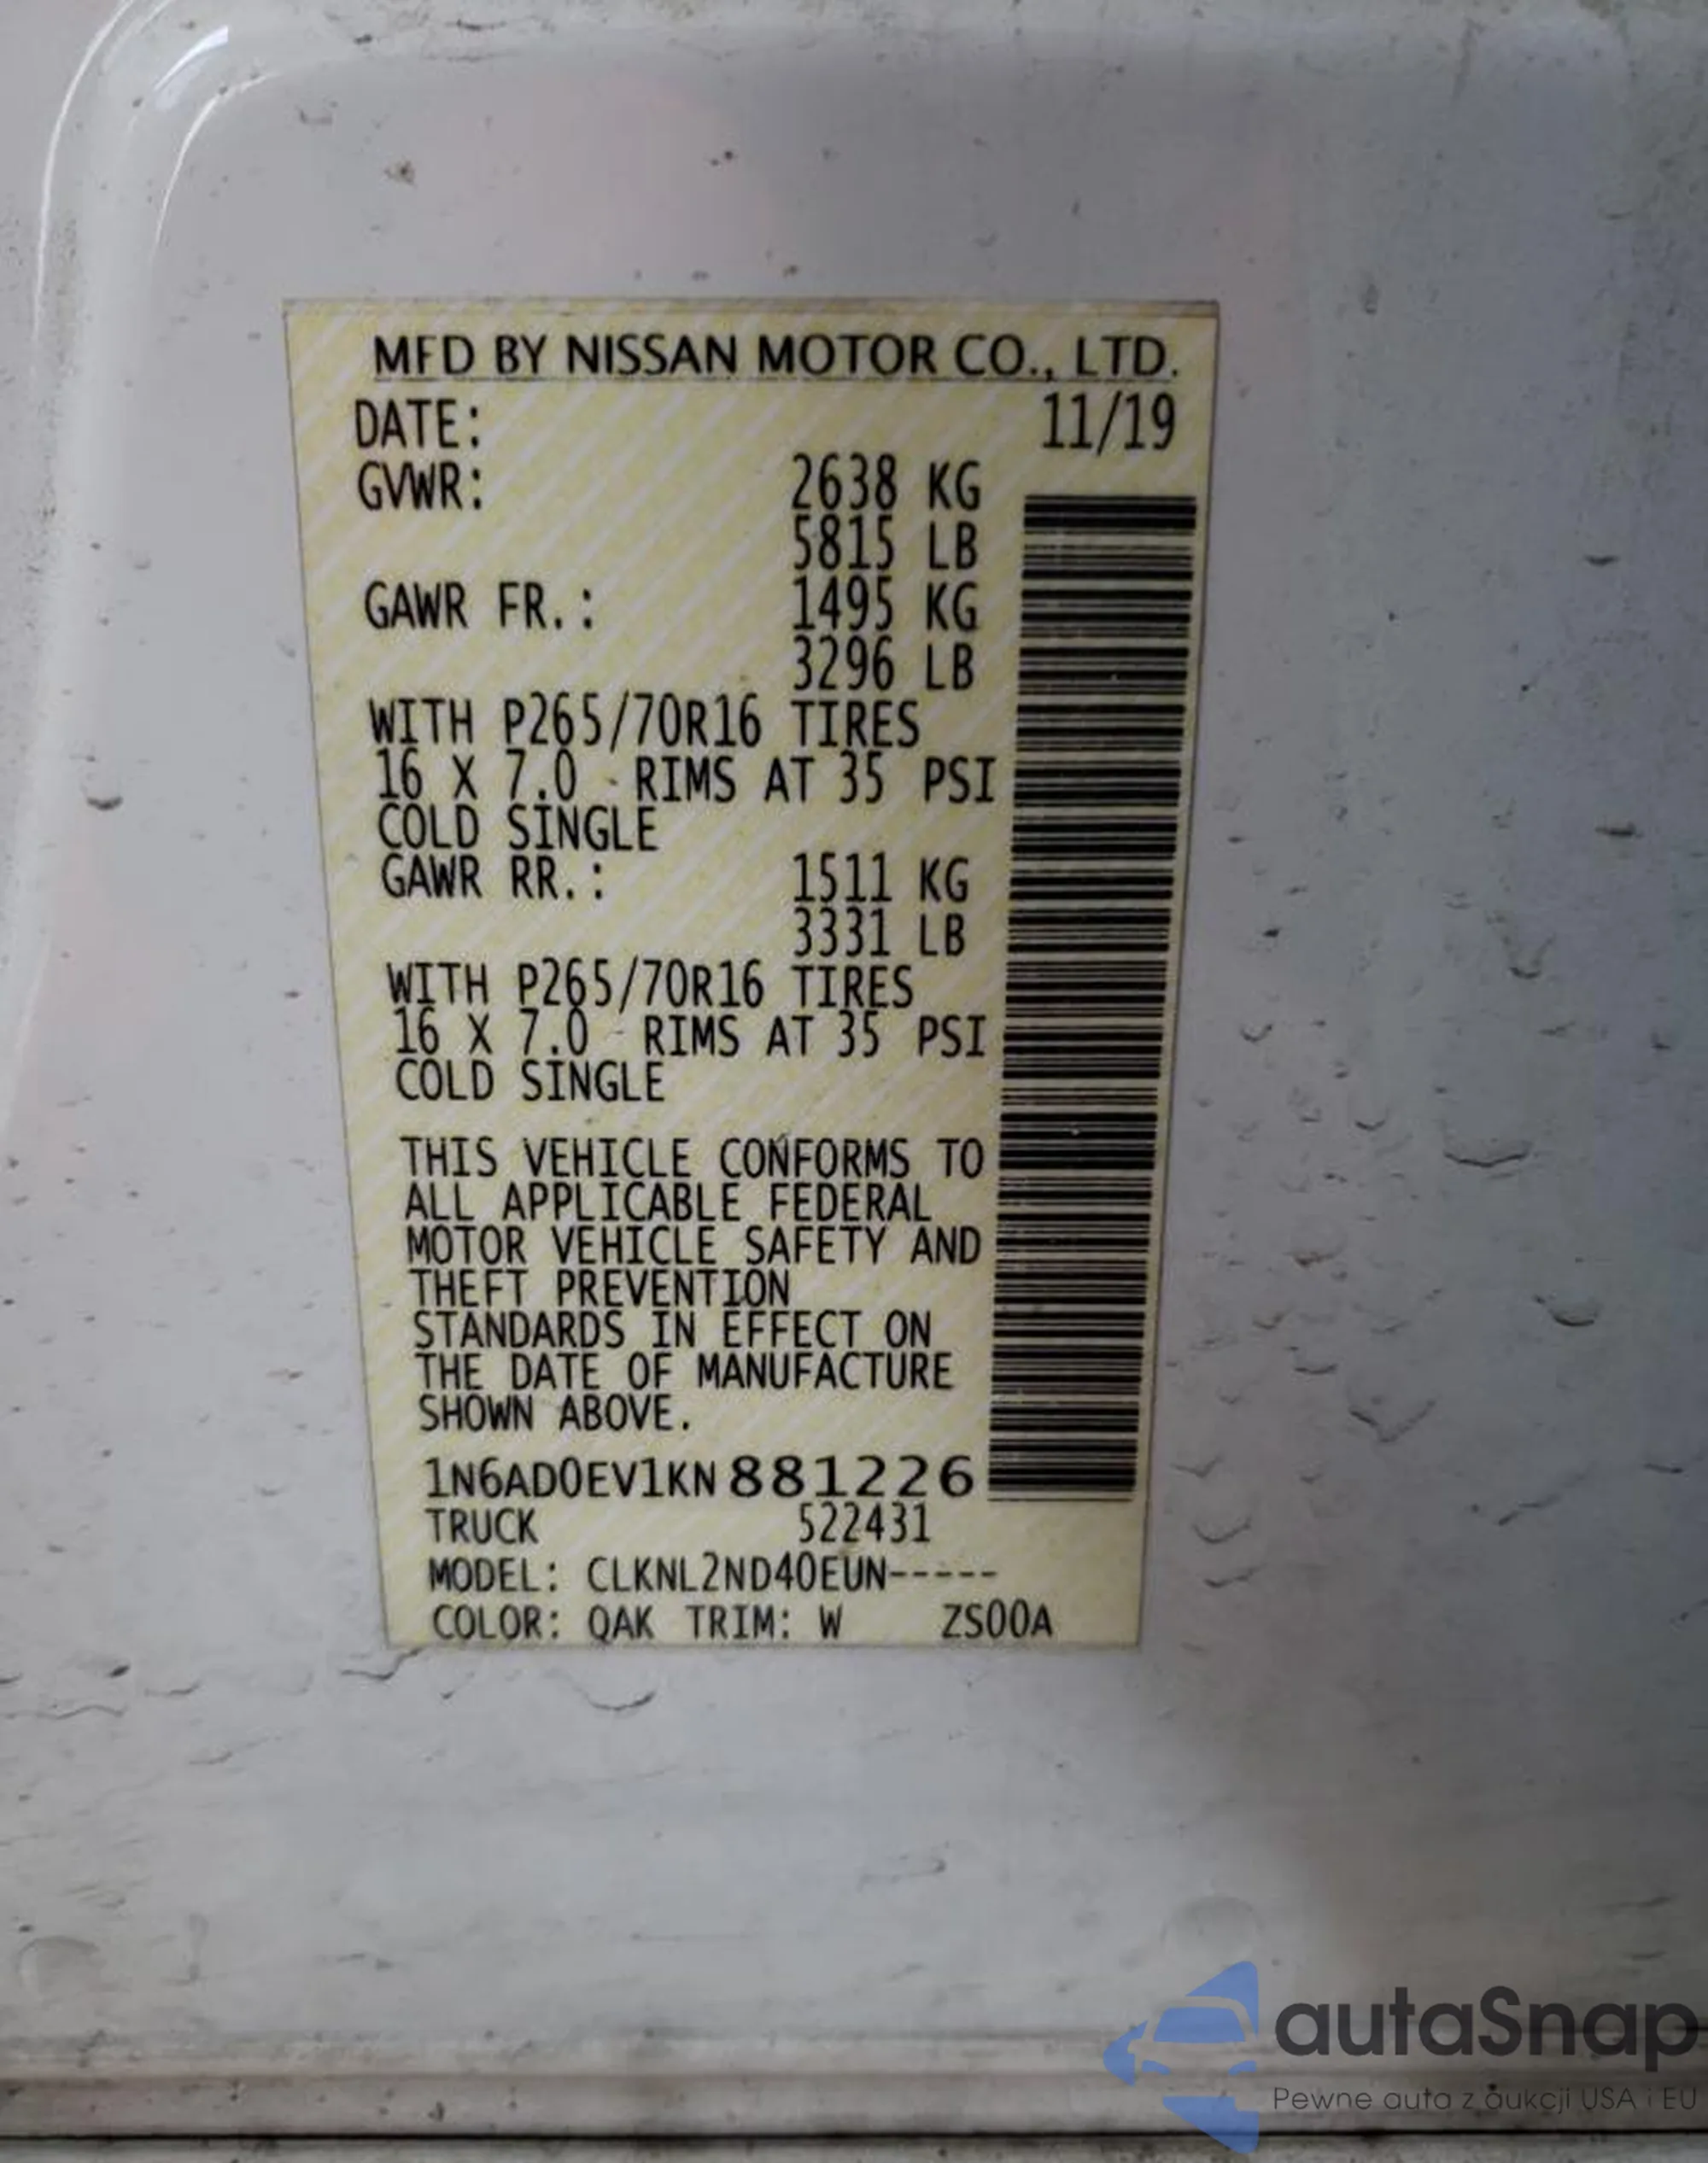 MFD BY NISSAN MOTOR CO., LTD.
DATE: 11/19
GVWR: 2638 KG
5815 LB
GAWR FR.: 1495 KG
3296 LB
WITH P265/70R16 TIRES
16 X 7.0 - RIMS AT 35 PSI
COLD SINGLE
GAWR RR.: 1511 KG
3331 LB
WITH P265/70R16 TIRES
16 X 7.0 - RIMS AT 35 PSI
COLD SINGLE
THIS VEHICLE CONFORMS TO
ALL APPLICABLE FEDERAL
MOTOR VEHICLE SAFETY AND
THEFT PREVENTION
STANDARDS IN EFFECT ON
THE DATE OF MANUFACTURE
SHOWN ABOVE.
1N6AD0EV1KN881226
TRUCK 522431
MODEL: CLKNL2ND40EUN-----
COLOR: QAK TRIM: W ZS00A
autaSnap
Pewne auta z aukcji USA i EU